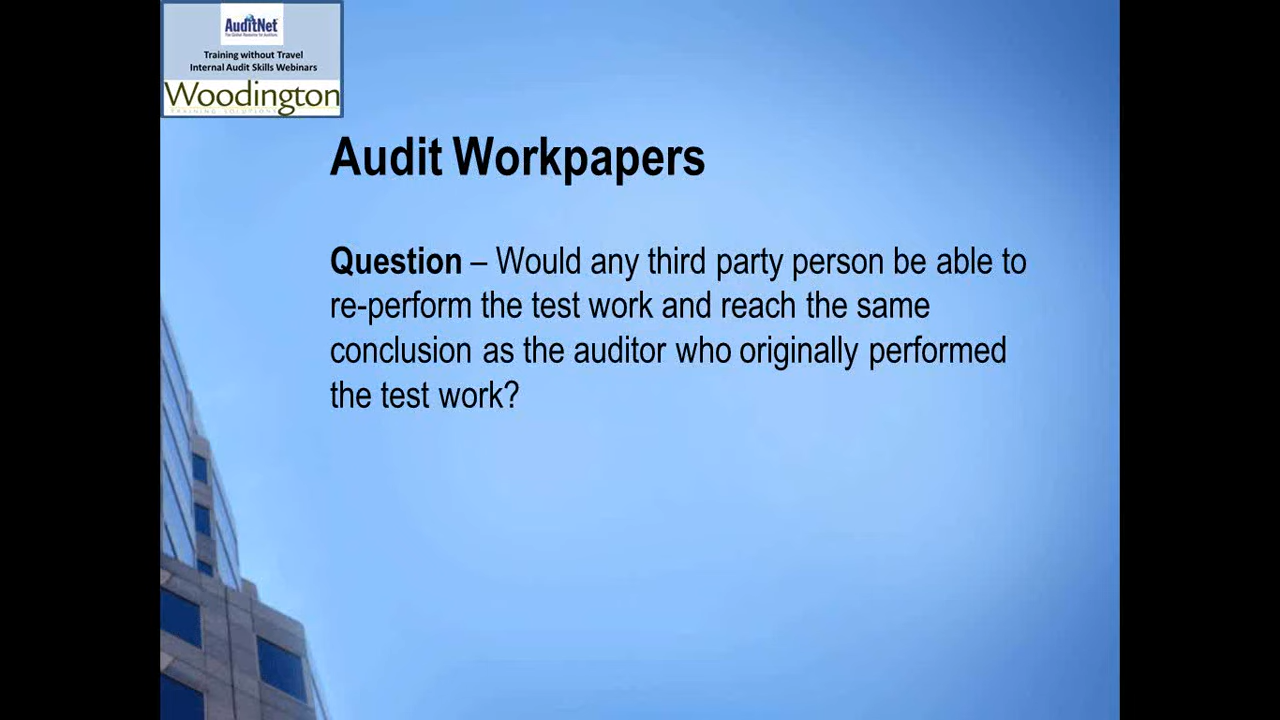 AuditNet
Training without Travel
Internal Audit Skills Webinars
Woodington
TRAINING SOLUTIONS
Audit Workpapers
Question – Would any third party person be able to
re-perform the test work and reach the same
conclusion as the auditor who originally performed
the test work?